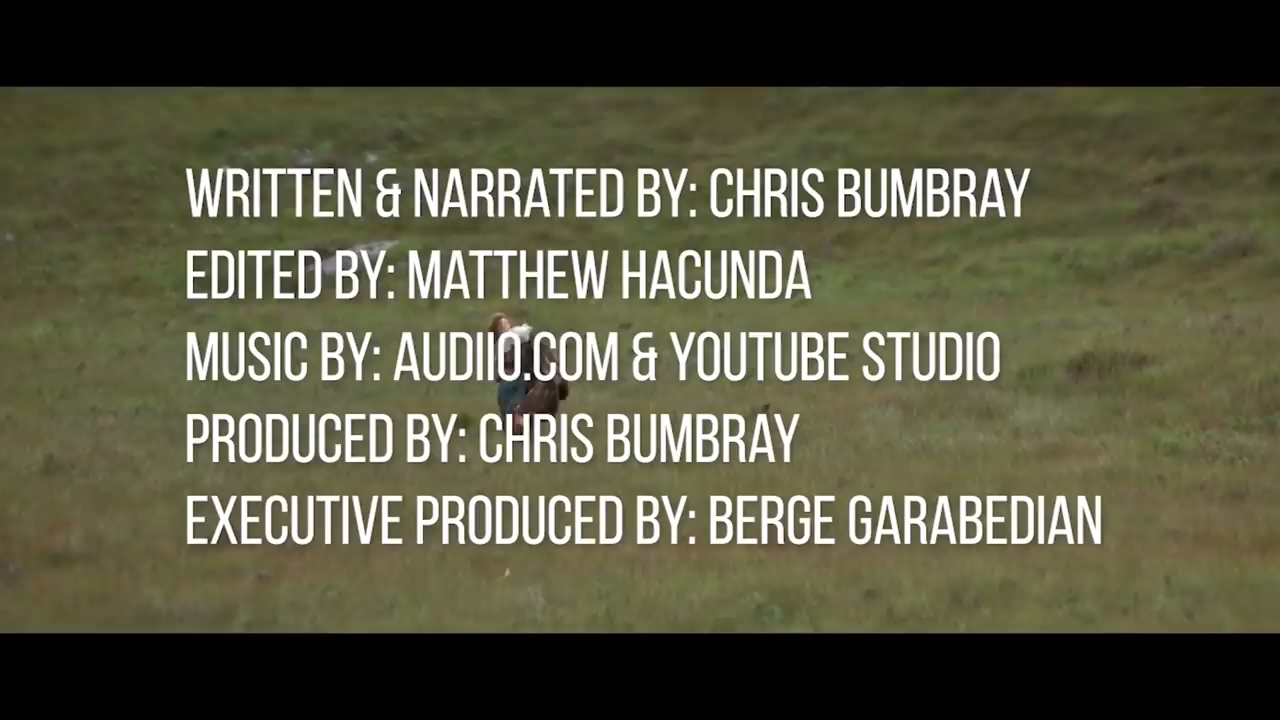 WRITTEN & NARRATED BY: CHRIS BUMBRAY
EDITED BY: MATTHEW HACUNDA
MUSIC BY: AUDIIO.COM & YOUTUBE STUDIO
PRODUCED BY: CHRIS BUMBRAY
EXECUTIVE PRODUCED BY: BERGE GARABEDIAN